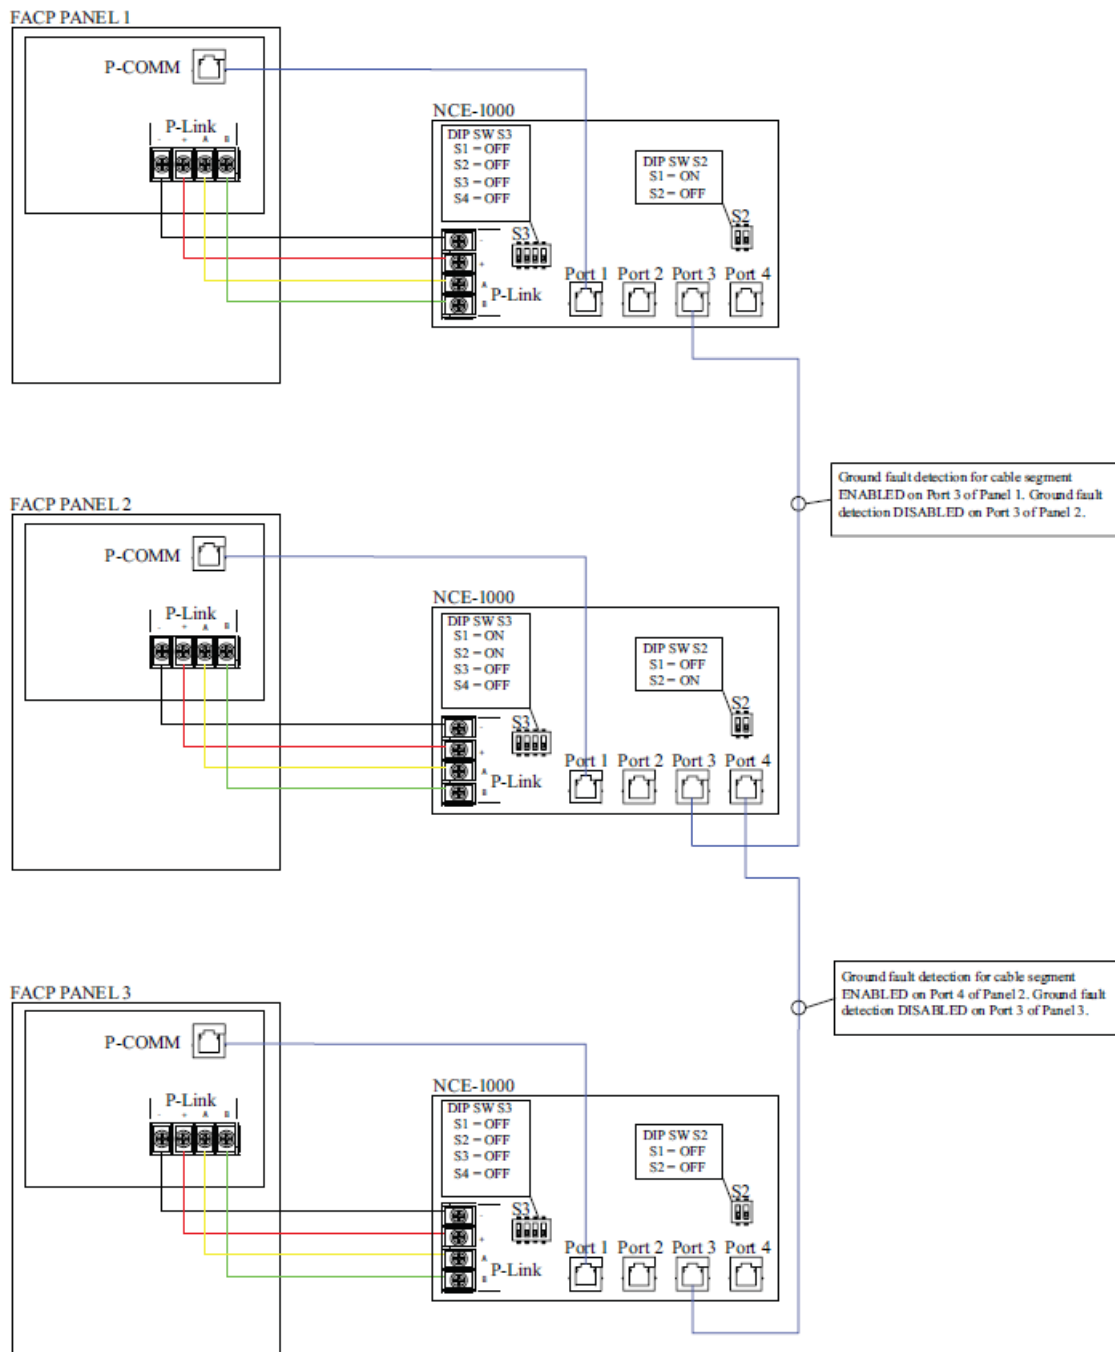 FACP PANEL 1
P-COMM
P-Link
- + A B
NCE-1000
DIP SW S3
S1 = OFF
S2 = OFF
S3 = OFF
S4 = OFF
DIP SW S2
S1 = ON
S2 = OFF
S3
S2
-
+
A
B
P-Link
Port 1 Port 2 Port 3 Port 4
Ground fault detection for cable segment
ENABLED on Port 3 of Panel 1. Ground fault
detection DISABLED on Port 3 of Panel 2.
FACP PANEL 2
P-COMM
P-Link
- + A B
NCE-1000
DIP SW S3
S1 = ON
S2 = ON
S3 = OFF
S4 = OFF
DIP SW S2
S1 = OFF
S2 = ON
S3
S2
-
+
A
B
P-Link
Port 1 Port 2 Port 3 Port 4
Ground fault detection for cable segment
ENABLED on Port 4 of Panel 2. Ground fault
detection DISABLED on Port 3 of Panel 3.
FACP PANEL 3
P-COMM
P-Link
- + A B
NCE-1000
DIP SW S3
S1 = OFF
S2 = OFF
S3 = OFF
S4 = OFF
DIP SW S2
S1 = OFF
S2 = OFF
S3
S2
-
+
A
B
P-Link
Port 1 Port 2 Port 3 Port 4